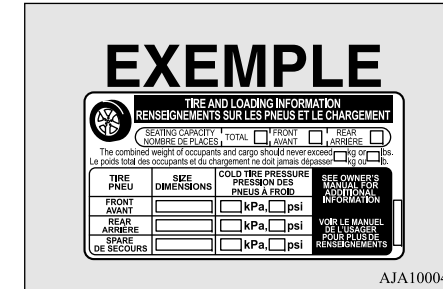 EXEMPLE
TIRE AND LOADING INFORMATION
RENSEIGNEMENTS SUR LES PNEUS ET LE CHARGEMENT
SEATING CAPACITY
NOMBRE DE PLACES
TOTAL
FRONT
AVANT
REAR
ARRIÈRE
The combined weight of occupants and cargo should never exceed kg or lbs.
Le poids total des occupants et du chargement ne doit jamais dépasser kg ou lb.
TIRE
PNEU
SIZE
DIMENSIONS
COLD TIRE PRESSURE
PRESSION DES
PNEUS À FROID
SEE OWNER'S
MANUAL FOR
ADDITIONAL
INFORMATION
FRONT
AVANT
kPa, psi
REAR
ARRIÈRE
kPa, psi
SPARE
DE SECOURS
kPa, psi
VOIR LE MANUEL
DE L'USAGER
POUR PLUS DE
RENSEIGNEMENTS
AJA10004